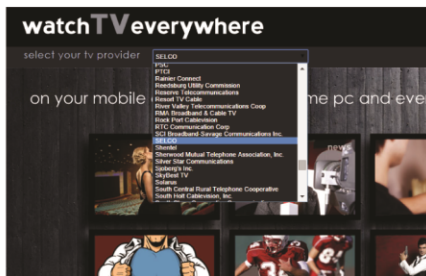 watchTVeverywhere
select your tv provider
SELCO
PSC
PTCI
Rainier Connect
Reedsburg Utility Commission
Reserve Telecommunications
Resort TV Cable
River Valley Telecommunications Coop
RMA Broadband & Cable TV
Rock Port Cablevision
RTC Communication Corp
SCI Broadband-Savage Communications Inc.
SELCO
Shentel
Sherwood Mutual Telephone Association, Inc.
Silver Star Communications
Sjoberg's Inc.
SkyBest TV
Solarus
South Central Rural Telephone Cooperative
South Holt Cablevision, Inc.
on your mobile
me pc and eve
news